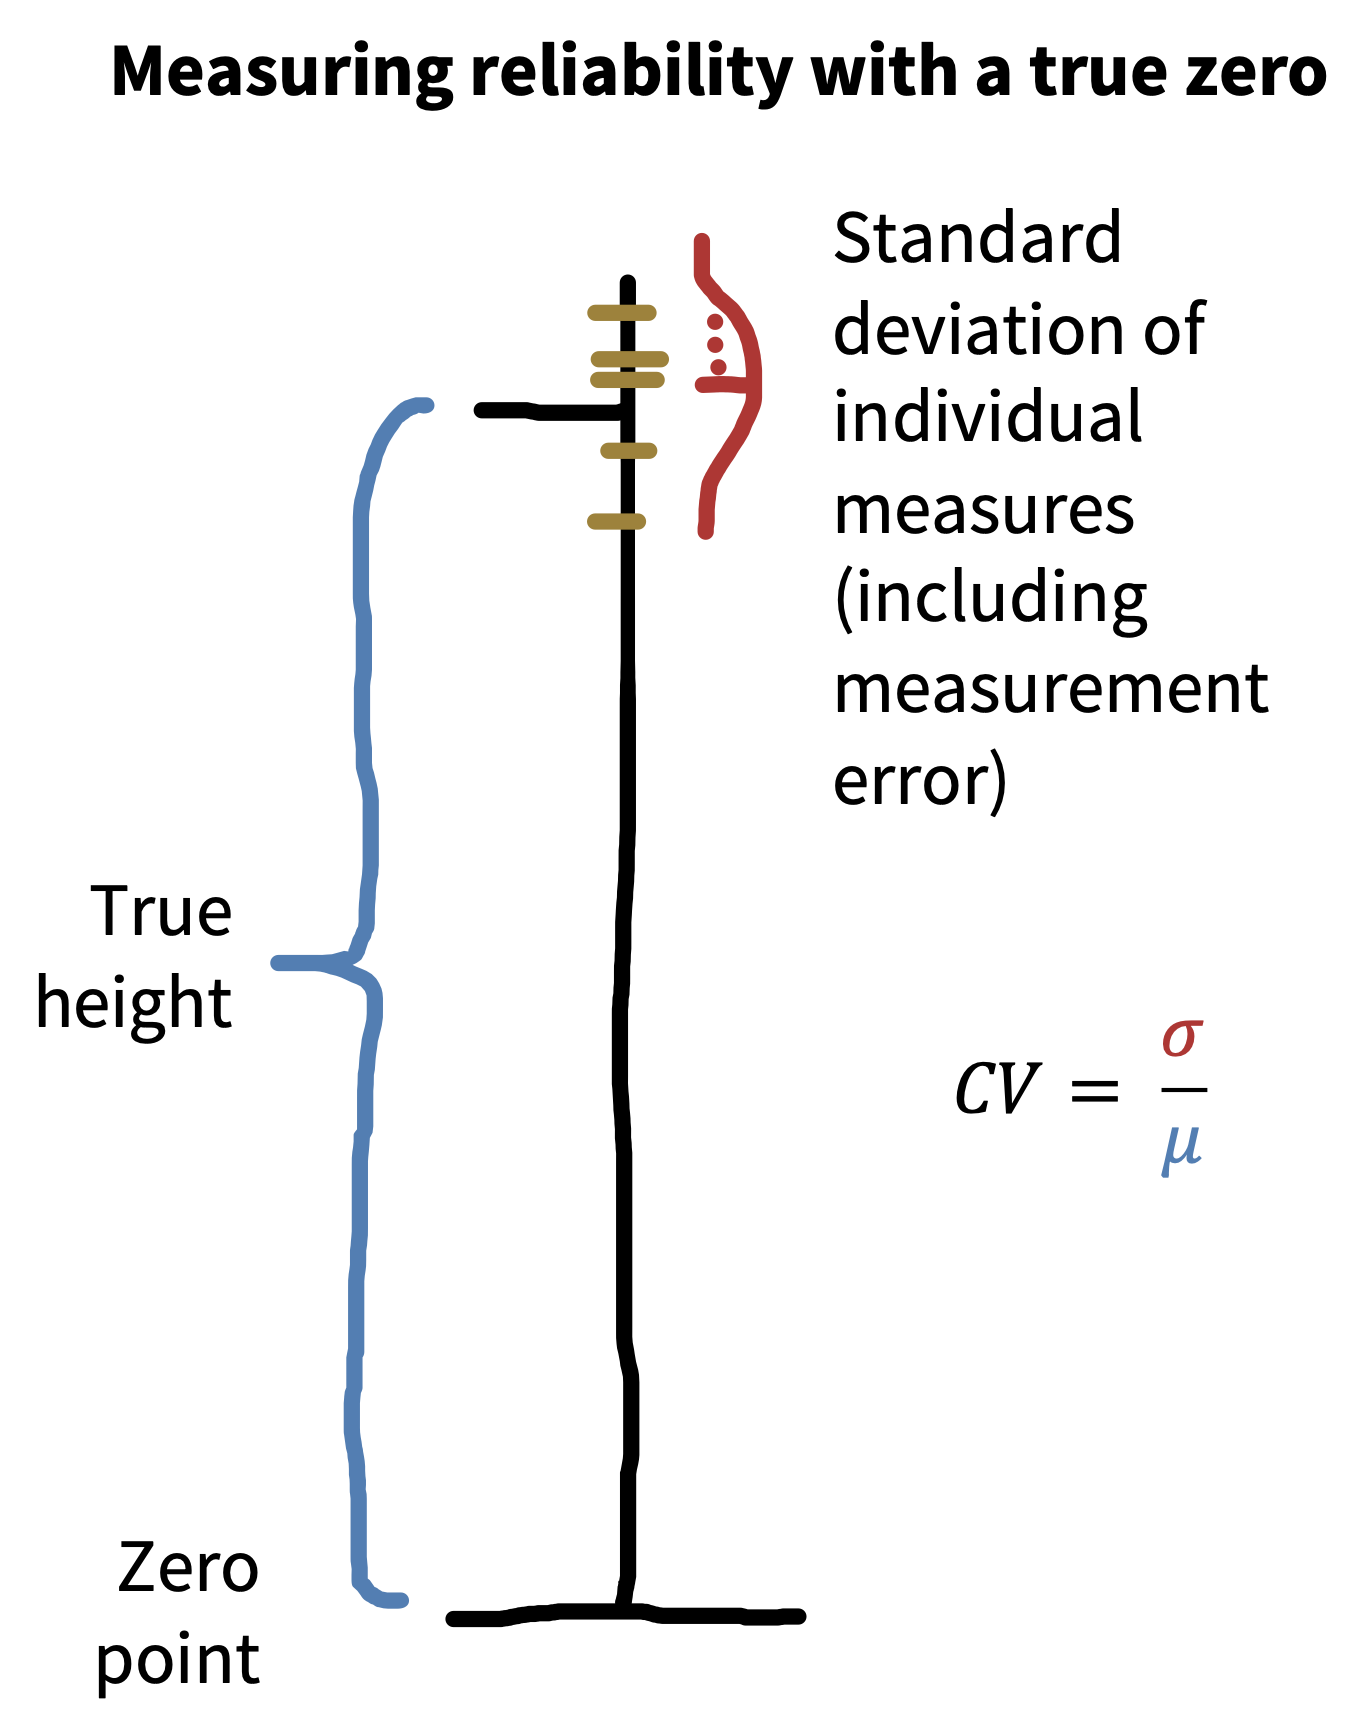 Measuring reliability with a true zero
Standard
deviation of
individual
measures
(including
measurement
error)
True
height
CV = σ/μ
Zero
point